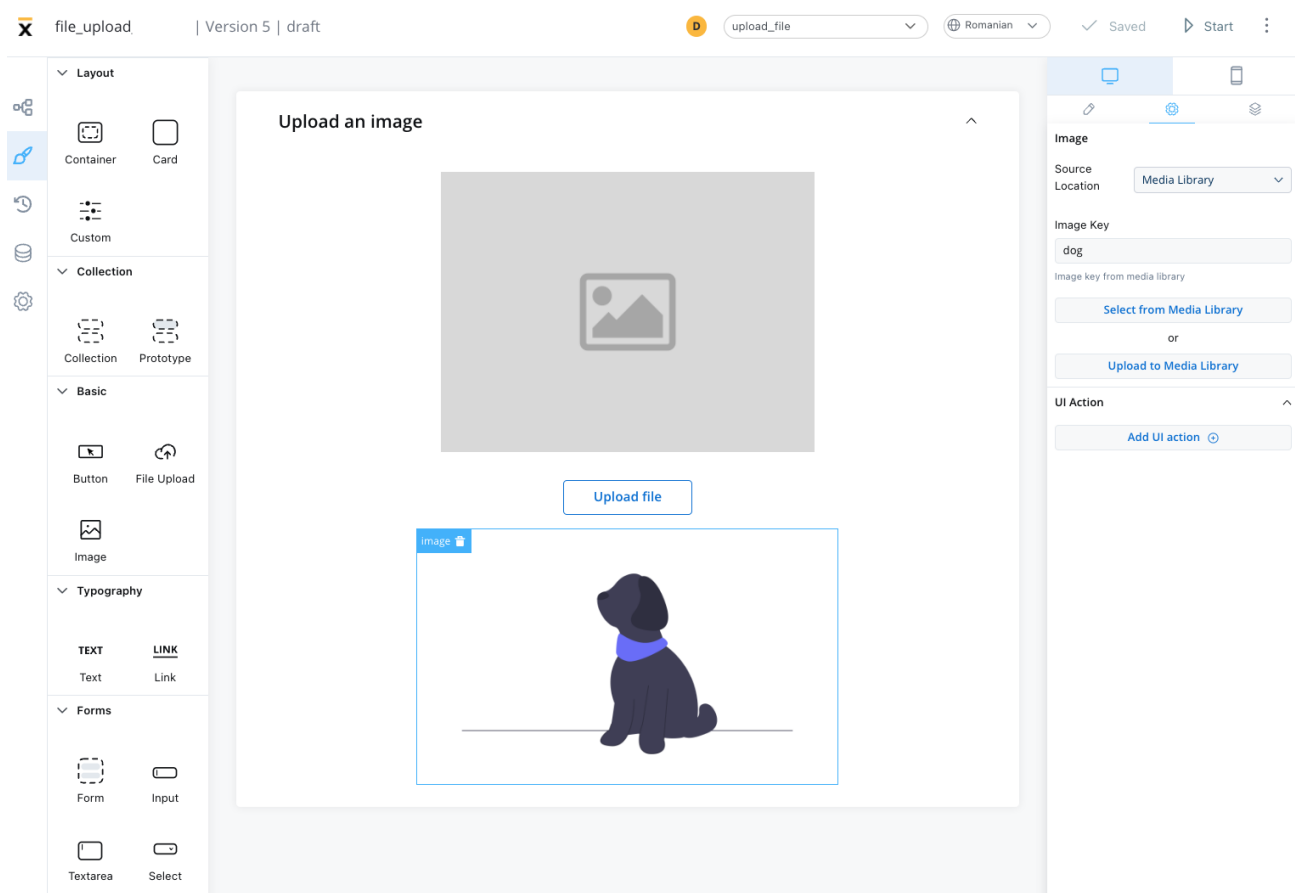 file_upload | Version 5 | draft
D
upload_file
Romanian
Saved
Start
Layout
Container
Card
Custom
Collection
Collection
Prototype
Basic
Button
File Upload
Image
Typography
TEXT
Text
LINK
Link
Forms
Form
Input
Textarea
Select
Upload an image
Upload file
image
Image
Source
Location
Media Library
Image Key
dog
Image key from media library
Select from Media Library
or
Upload to Media Library
UI Action
Add UI action